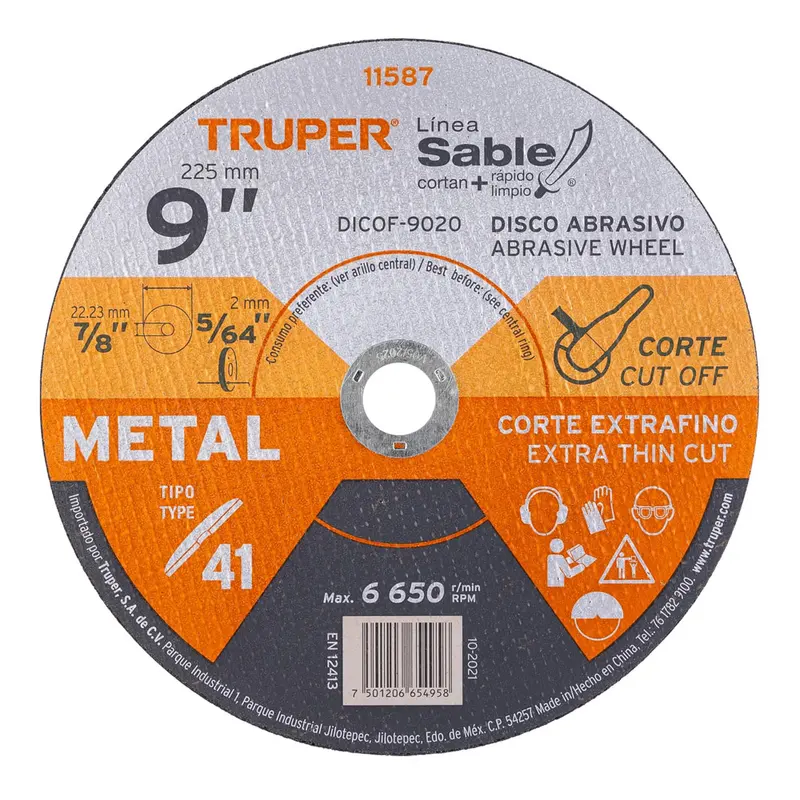 11587
TRUPER®
Línea
Sable
cortan + rápido
limpio ®
225 mm
9"
DICOF-9020
DISCO ABRASIVO
ABRASIVE WHEEL
Consumo preferente: (ver arillo central) / Best before: (see central ring)
22.23 mm
7/8"
2 mm
5/64"
V05/2025
CORTE
CUT OFF
METAL
CORTE EXTRAFINO
EXTRA THIN CUT
TIPO
TYPE
41
Max. 6 650 r/min
RPM
EN 12413
10-2021
7 501206 654958
Importado por Truper, S.A. de C.V. Parque Industrial 1, Parque Industrial Jilotepec, Jilotepec, Edo. de Méx. C.P. 54257 Made in/Hecho en China, Tel.: 76 1782 9100. www.truper.com